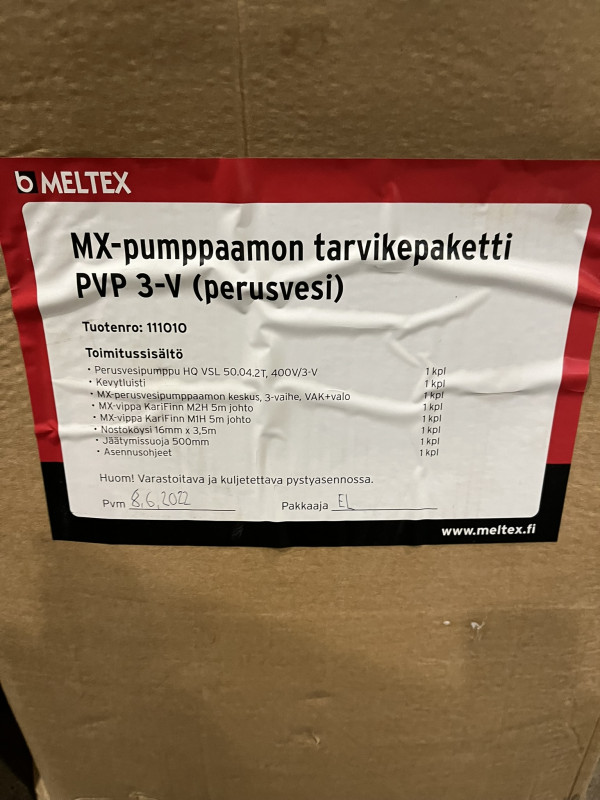 MELTEX
MX-pumppaamon tarvikepaketti
PVP 3-V (perusvesi)
Tuotenro: 111010
Toimitussisältö
• Perusvesipumppu HQ VSL 50.04.2T, 400V/3-V 1 kpl
• Kevytluisti 1 kpl
• MX-perusvesipumppaamon keskus, 3-vaihe, VAK+valo 1 kpl
• MX-vippa KariFinn M2H 5m johto 1 kpl
• MX-vippa KariFinn M1H 5m johto 1 kpl
• Nostoköysi 16mm x 3,5m 1 kpl
• Jäätymissuoja 500mm 1 kpl
• Asennusohjeet 1 kpl
Huom! Varastoitava ja kuljetettava pystyasennossa.
Pvm 8.6.2022 Pakkaaja EL
www.meltex.fi